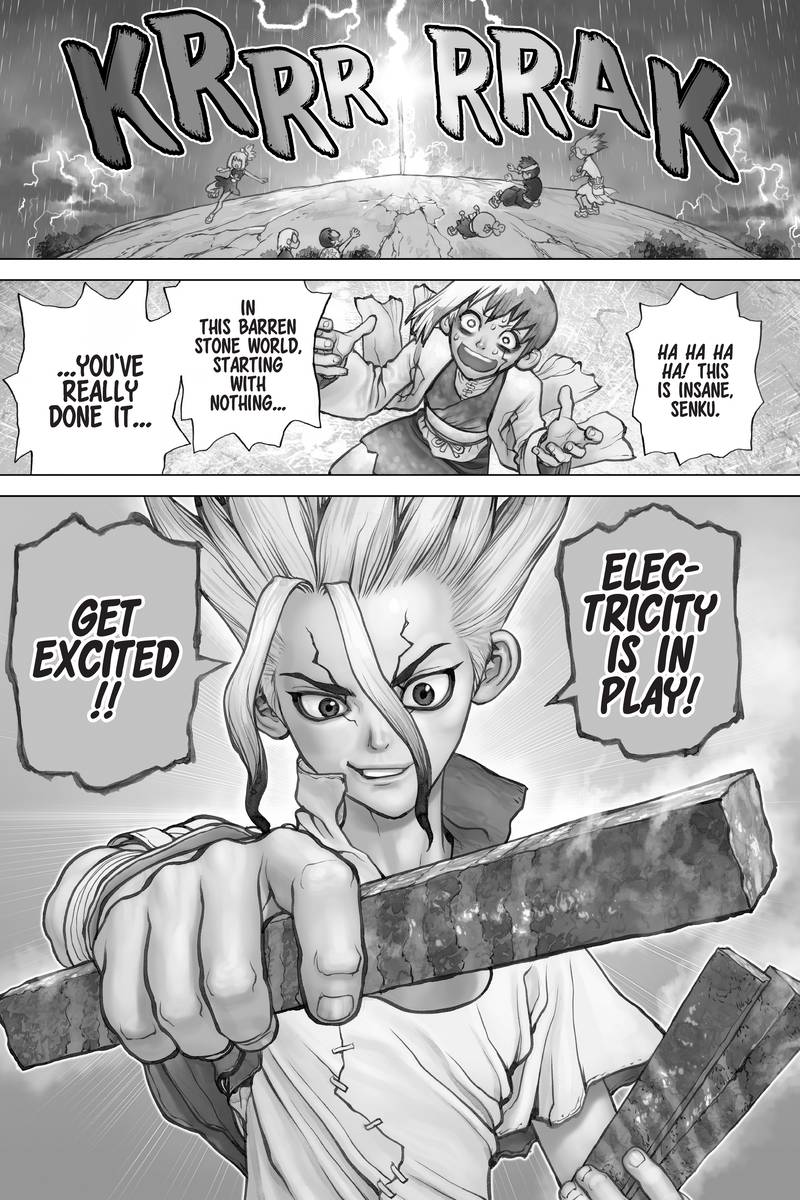 KRRR RRAK
HA HA HA
HA! THIS
IS INSANE,
SENKU.
IN
THIS BARREN
STONE WORLD,
STARTING
WITH
NOTHING...
...YOU'VE
REALLY
DONE IT...
ELEC-
TRICITY
IS IN
PLAY!
GET
EXCITED
!!